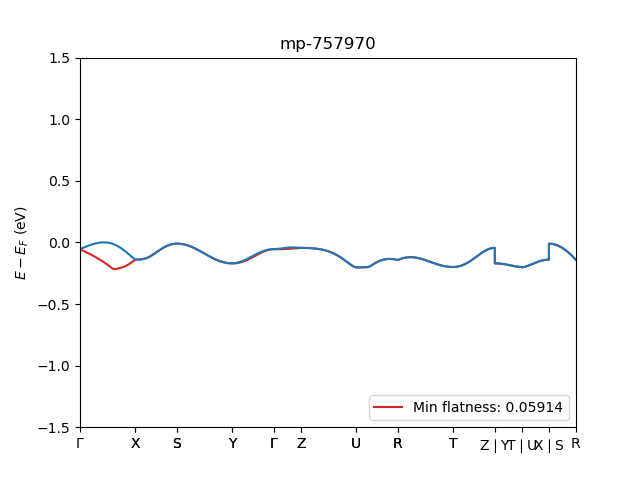 mp-757970
1.5
1.0
0.5
0.0
−0.5
−1.0
−1.5
E − E_F (eV)
Min flatness: 0.05914
Γ X S Y Γ Z U R T Z | Y T | U X | S R